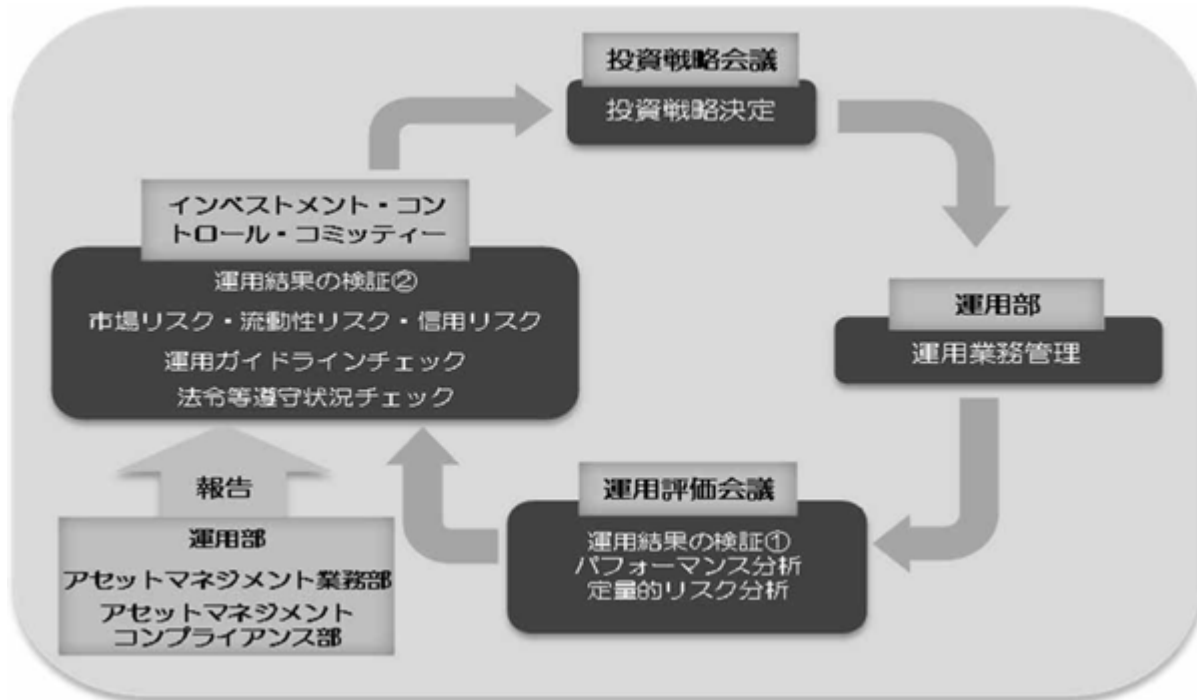 投資戦略会議
投資戦略決定
運用部
運用業務管理
運用評価会議
運用結果の検証①
パフォーマンス分析
定量的リスク分析
インベストメント・コン
トロール・コミッティー
運用結果の検証②
市場リスク・流動性リスク・信用リスク
運用ガイドラインチェック
法令等遵守状況チェック
報告
運用部
アセットマネジメント業務部
アセットマネジメント
コンプライアンス部